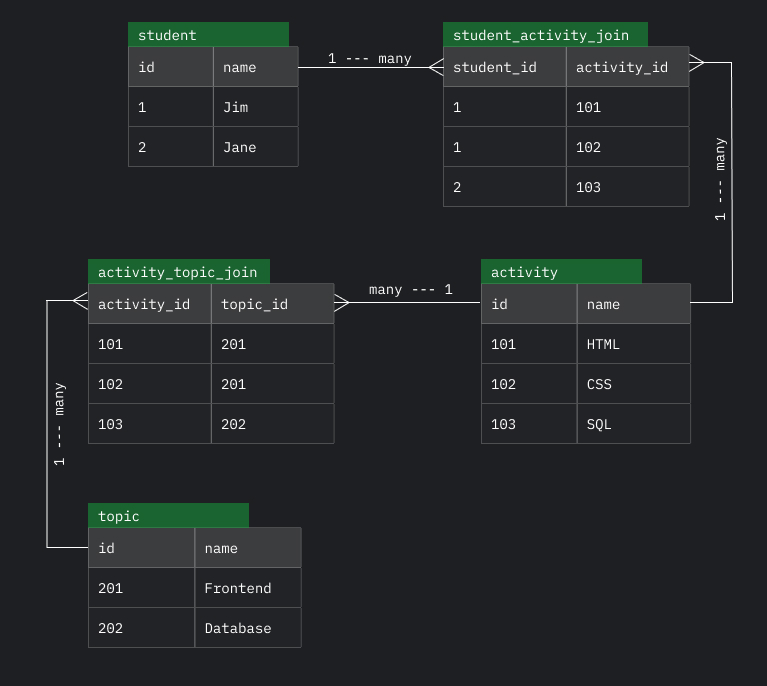 student
id name
1 Jim
2 Jane
1 --- many
student_activity_join
student_id activity_id
1 101
1 102
2 103
1 --- many
activity_topic_join
activity_id topic_id
101 201
102 201
103 202
many --- 1
activity
id name
101 HTML
102 CSS
103 SQL
1 --- many
topic
id name
201 Frontend
202 Database